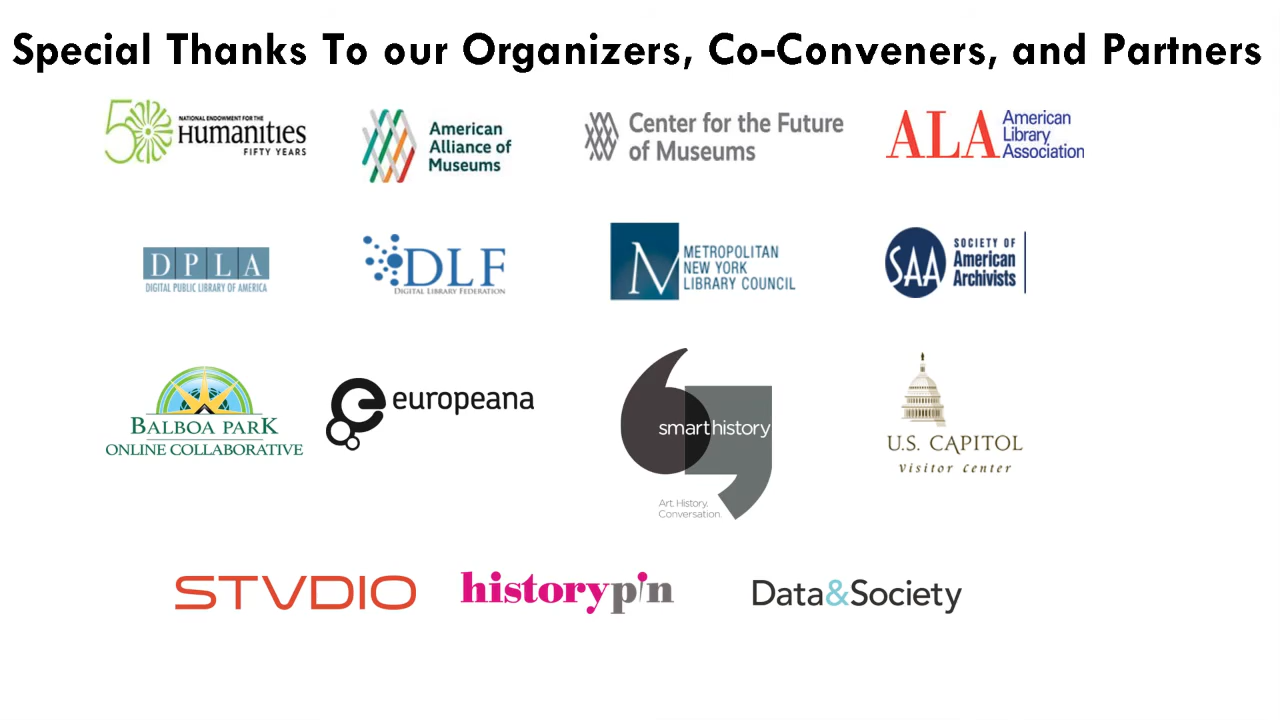 Special Thanks To our Organizers, Co-Conveners, and Partners
50
NATIONAL ENDOWMENT FOR THE
Humanities
FIFTY YEARS
American
Alliance of
Museums
Center for the Future
of Museums
ALA
American
Library
Association
DPLA
DIGITAL PUBLIC LIBRARY OF AMERICA
DLF
DIGITAL LIBRARY FEDERATION
M
METROPOLITAN
NEW YORK
LIBRARY COUNCIL
SAA
SOCIETY OF
American
Archivists
BALBOA PARK
ONLINE COLLABORATIVE
e
europeana
smarthistory
Art. History.
Conversation.
U.S. CAPITOL
Visitor Center
STVDIO
historypin
Data&Society